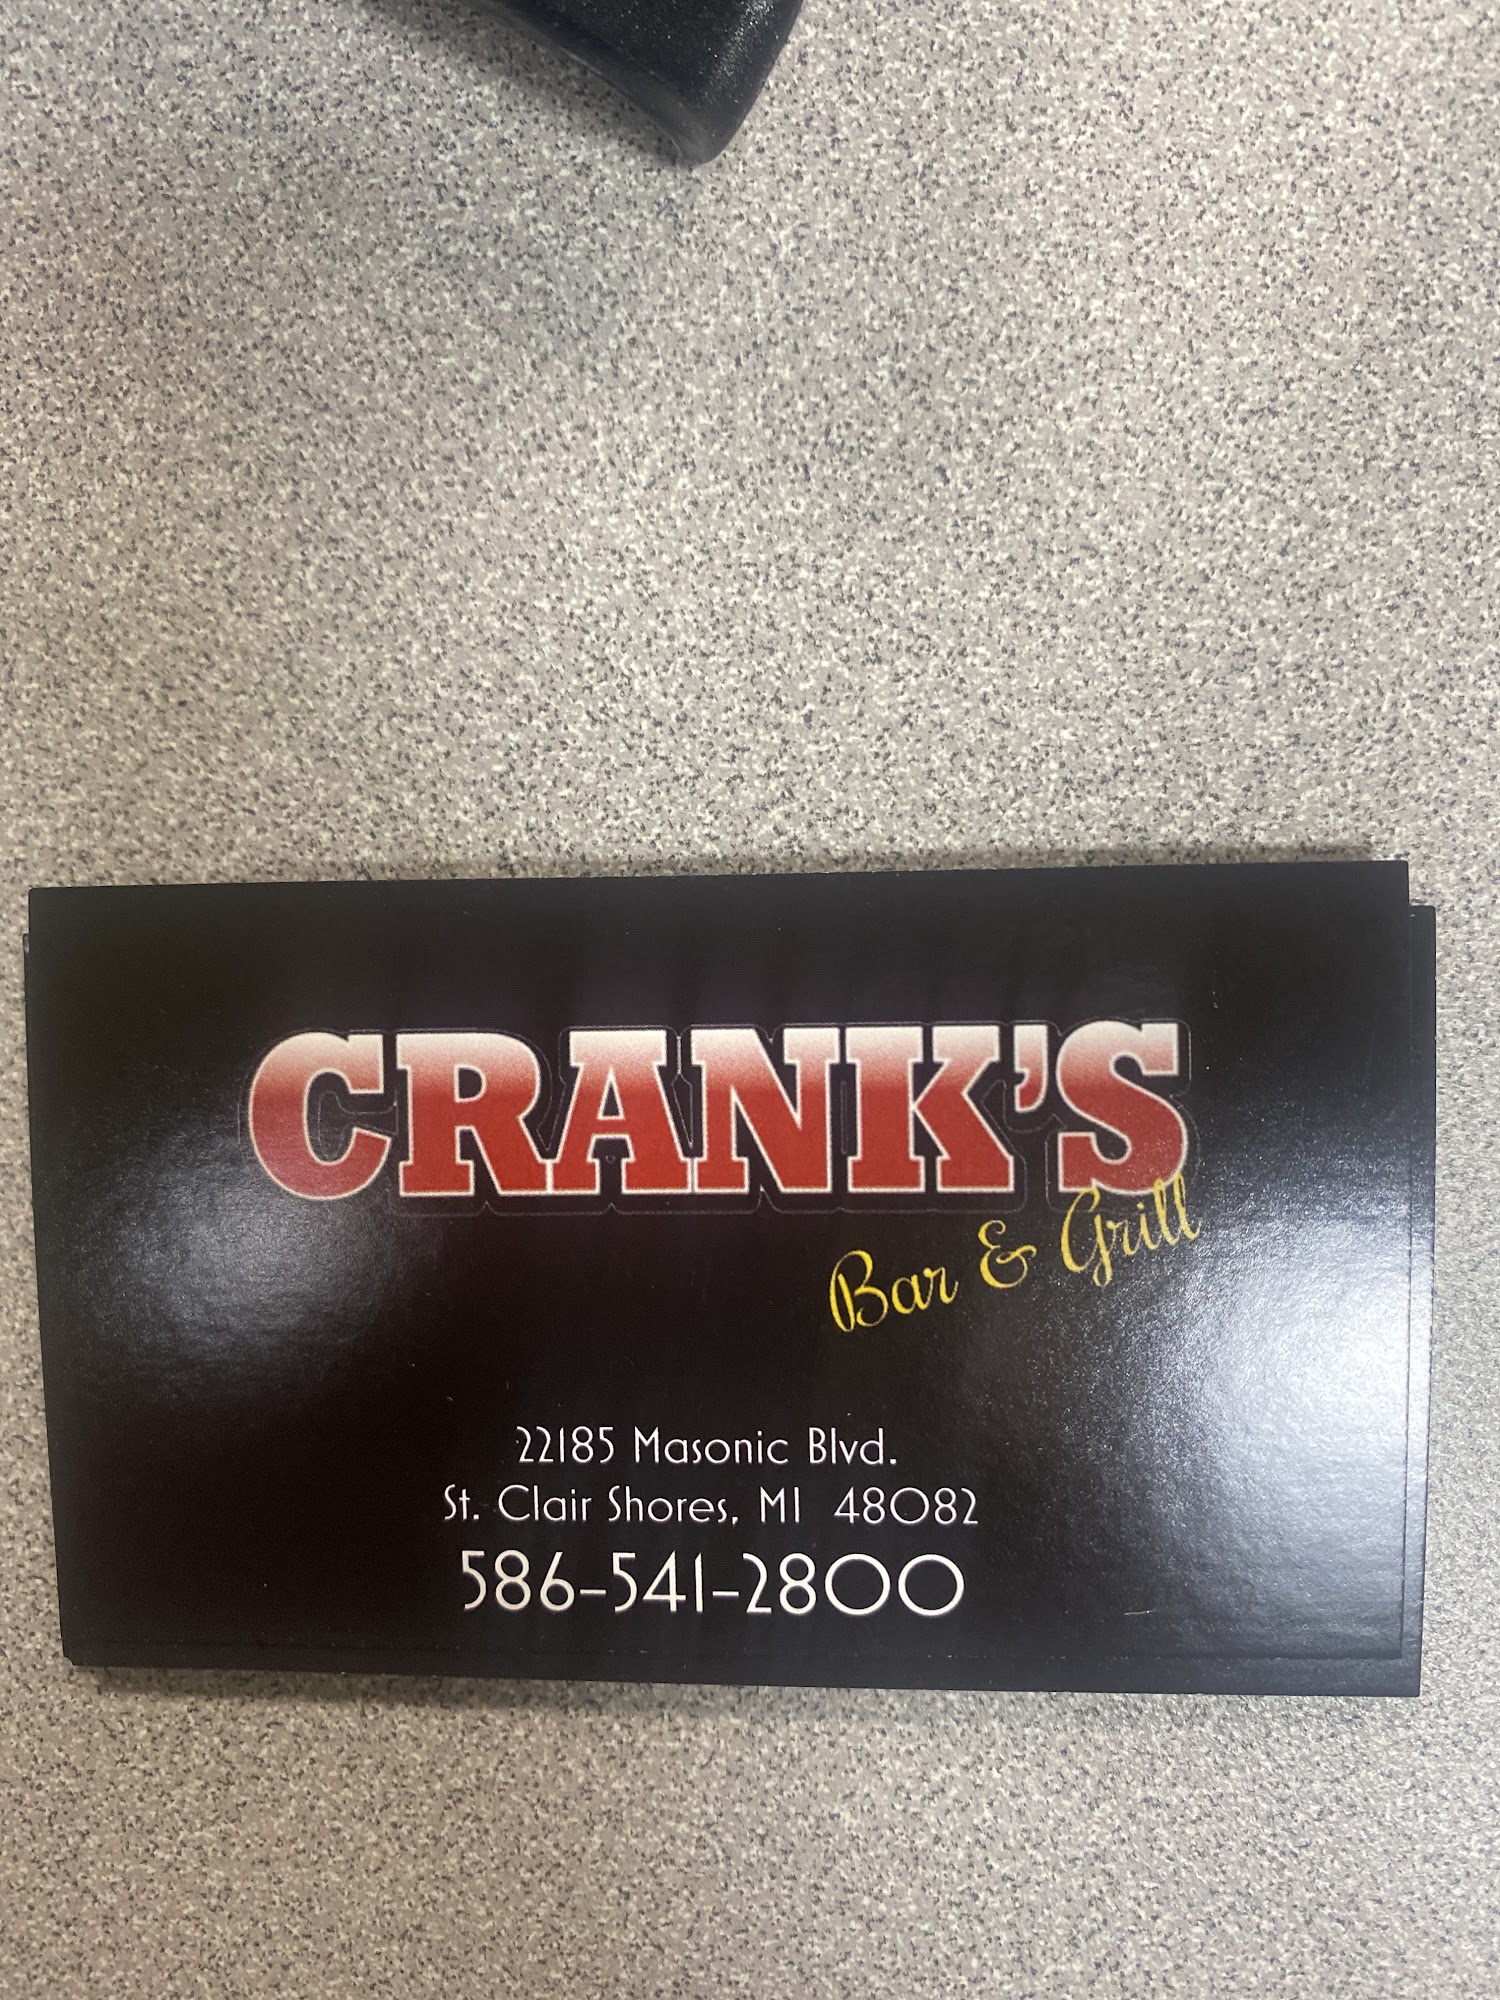 CRANK'S
Bar & Grill
22185 Masonic Blvd.
St. Clair Shores, MI 48082
586-541-2800